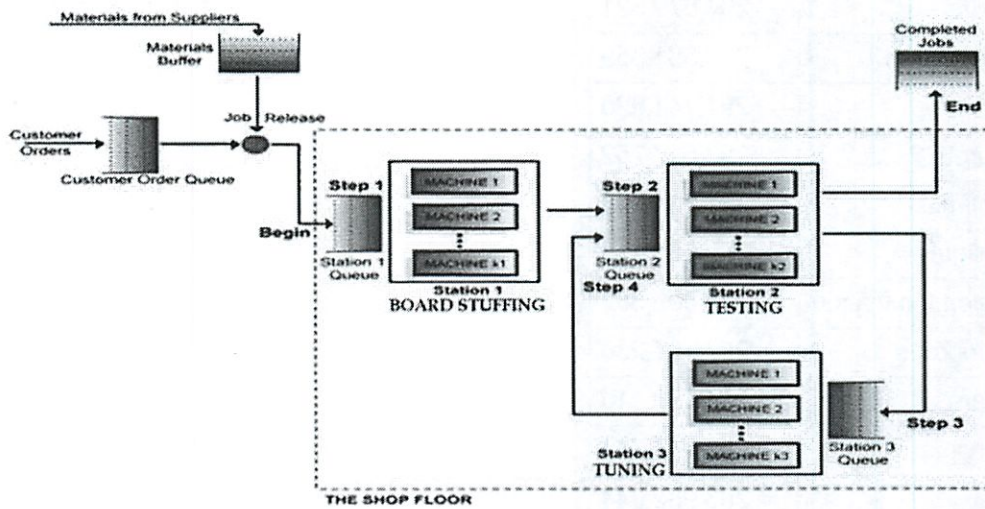 Materials from Suppliers
Materials
Buffer
Completed
Jobs
Job Release
End
Customer
Orders
Customer Order Queue
Begin
Step 1
Station 1
Queue
MACHINE 1
MACHINE 2
MACHINE k1
Station 1
BOARD STUFFING
Step 2
Station 2
Queue
Step 4
MACHINE 1
MACHINE 2
MACHINE k2
Station 2
TESTING
MACHINE 1
MACHINE 2
MACHINE k3
Station 3
TUNING
Step 3
Station 3
Queue
THE SHOP FLOOR